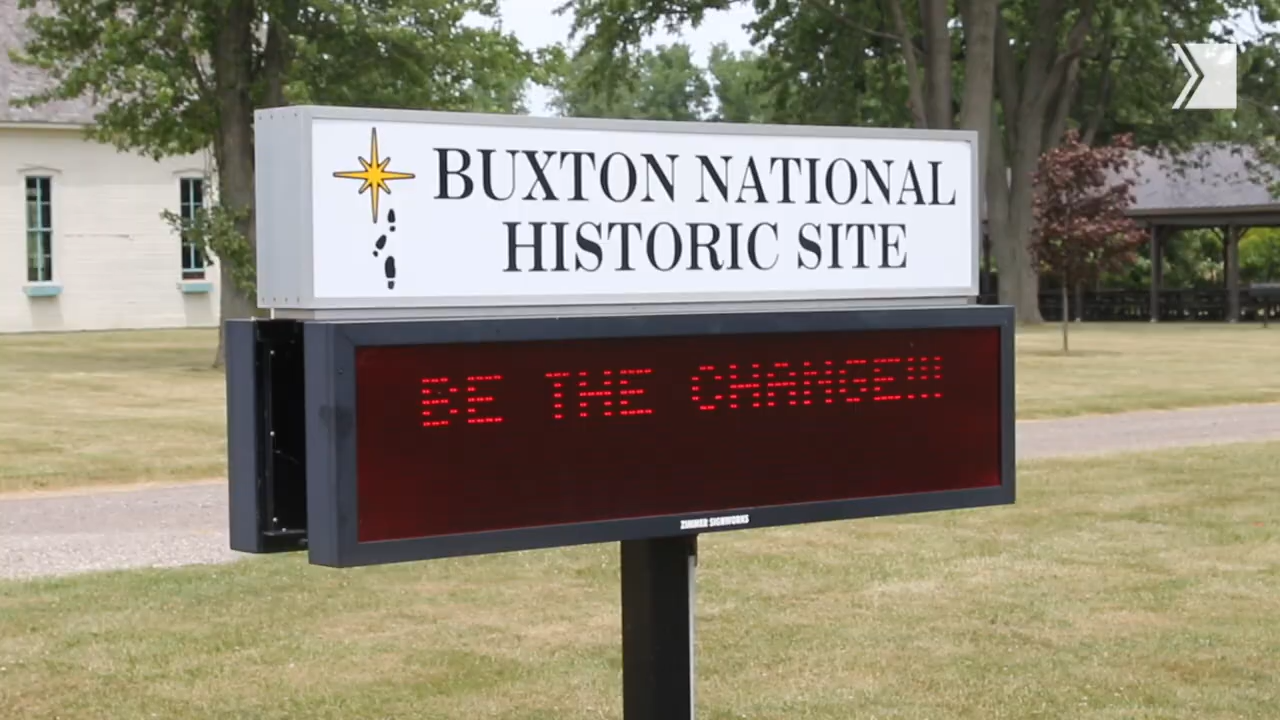 BUXTON NATIONAL
HISTORIC SITE
BE THE CHANGE!!!
ZIMMER SIGNWORKS